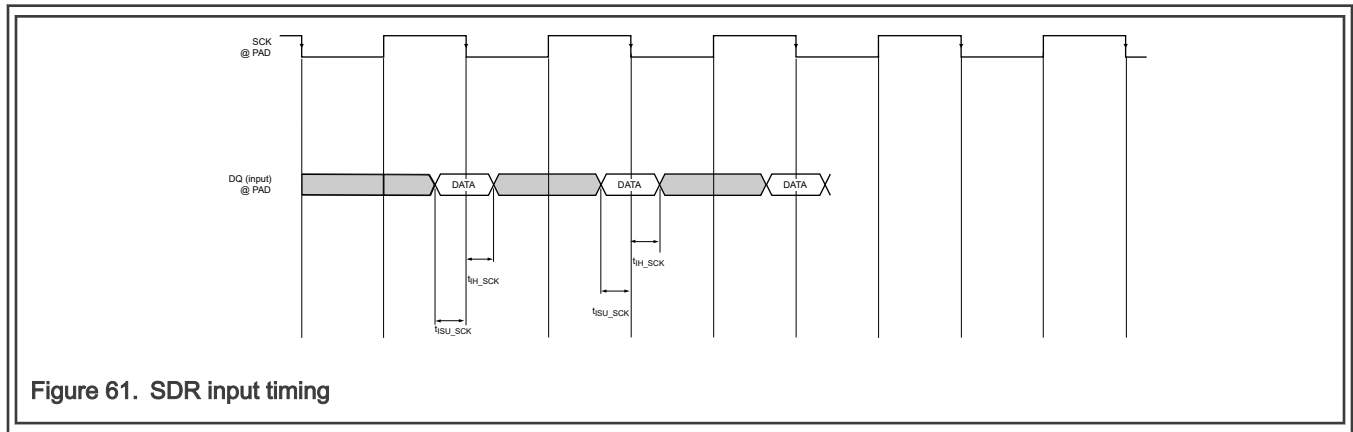 SCK
@ PAD
DQ (input)
@ PAD
DATA
DATA
DATA
tIH_SCK
tIH_SCK
tISU_SCK
tISU_SCK
Figure 61. SDR input timing